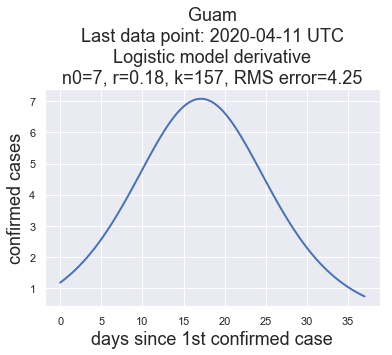 Guam
Last data point: 2020-04-11 UTC
Logistic model derivative
n0=7, r=0.18, k=157, RMS error=4.25
7
6
5
4
3
2
1
confirmed cases
0 5 10 15 20 25 30 35
days since 1st confirmed case